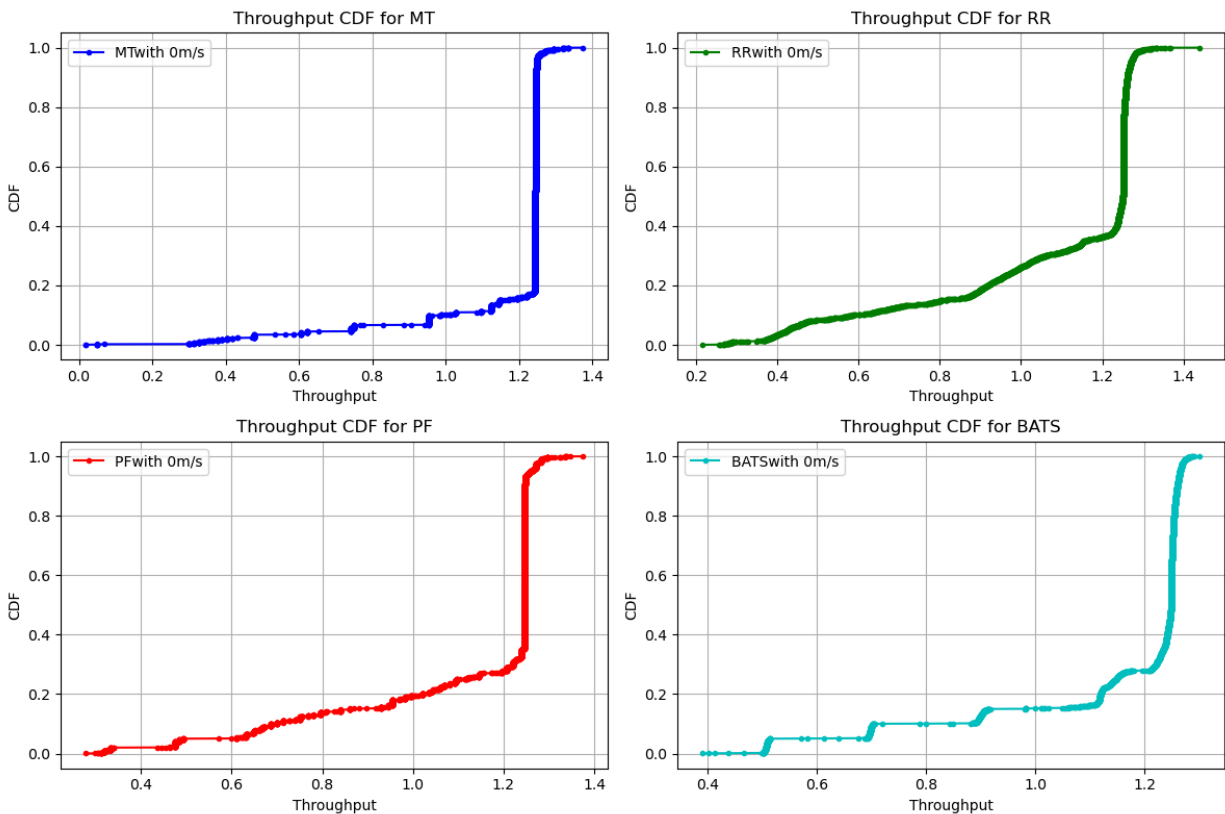 Throughput CDF for MT
MTwith 0m/s
CDF
1.0
0.8
0.6
0.4
0.2
0.0
0.0 0.2 0.4 0.6 0.8 1.0 1.2 1.4
Throughput
Throughput CDF for RR
RRwith 0m/s
CDF
1.0
0.8
0.6
0.4
0.2
0.0
0.2 0.4 0.6 0.8 1.0 1.2 1.4
Throughput
Throughput CDF for PF
PFwith 0m/s
CDF
1.0
0.8
0.6
0.4
0.2
0.0
0.4 0.6 0.8 1.0 1.2 1.4
Throughput
Throughput CDF for BATS
BATSwith 0m/s
CDF
1.0
0.8
0.6
0.4
0.2
0.0
0.4 0.6 0.8 1.0 1.2
Throughput